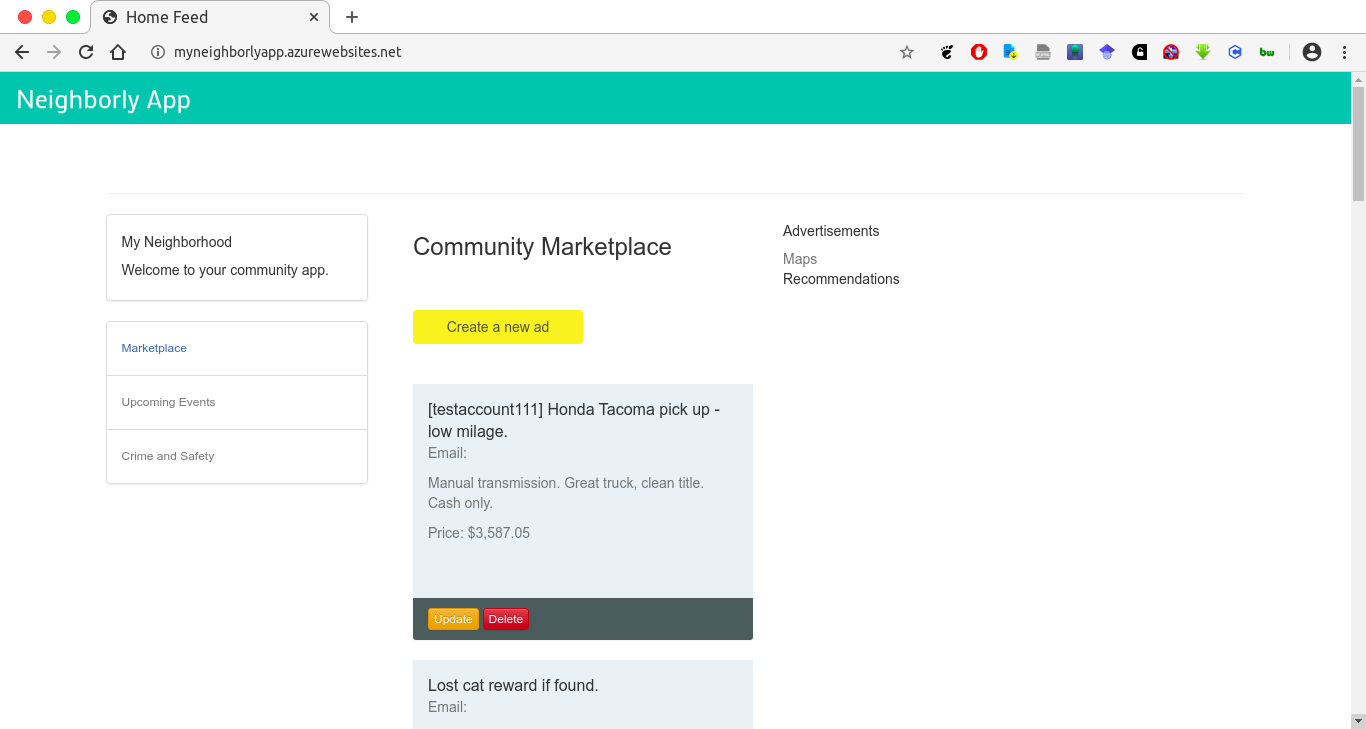 Home Feed
myneighborlyapp.azurewebsites.net
bw
Neighborly App
My Neighborhood
Welcome to your community app.
Marketplace
Upcoming Events
Crime and Safety
Community Marketplace
Create a new ad
[testaccount111] Honda Tacoma pick up -
low milage.
Email:
Manual transmission. Great truck, clean title.
Cash only.
Price: $3,587.05
Update Delete
Lost cat reward if found.
Email:
Advertisements
Maps
Recommendations